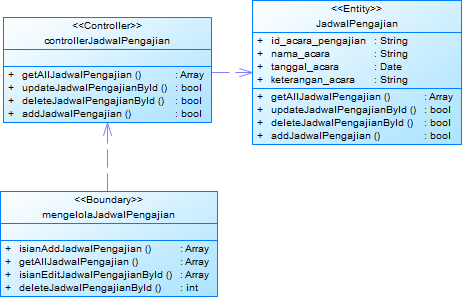 <<Controller>>
controllerJadwalPengajian
+ getAllJadwalPengajian () : Array
+ updateJadwalPengajianById () : bool
+ deleteJadwalPengajianById () : bool
+ addJadwalPengajian () : bool
<<Entity>>
JadwalPengajian
+ id_acara_pengajian : String
+ nama_acara : String
+ tanggal_acara : Date
+ keterangan_acara : String
+ getAllJadwalPengajian () : Array
+ updateJadwalPengajianById () : bool
+ deleteJadwalPengajianById () : bool
+ addJadwalPengajian () : bool
<<Boundary>>
mengelolaJadwalPengajian
+ isianAddJadwalPengajian () : Array
+ getAllJadwalPengajian () : Array
+ isianEditJadwalPengajianById () : Array
+ deleteJadwalPengajianById () : int